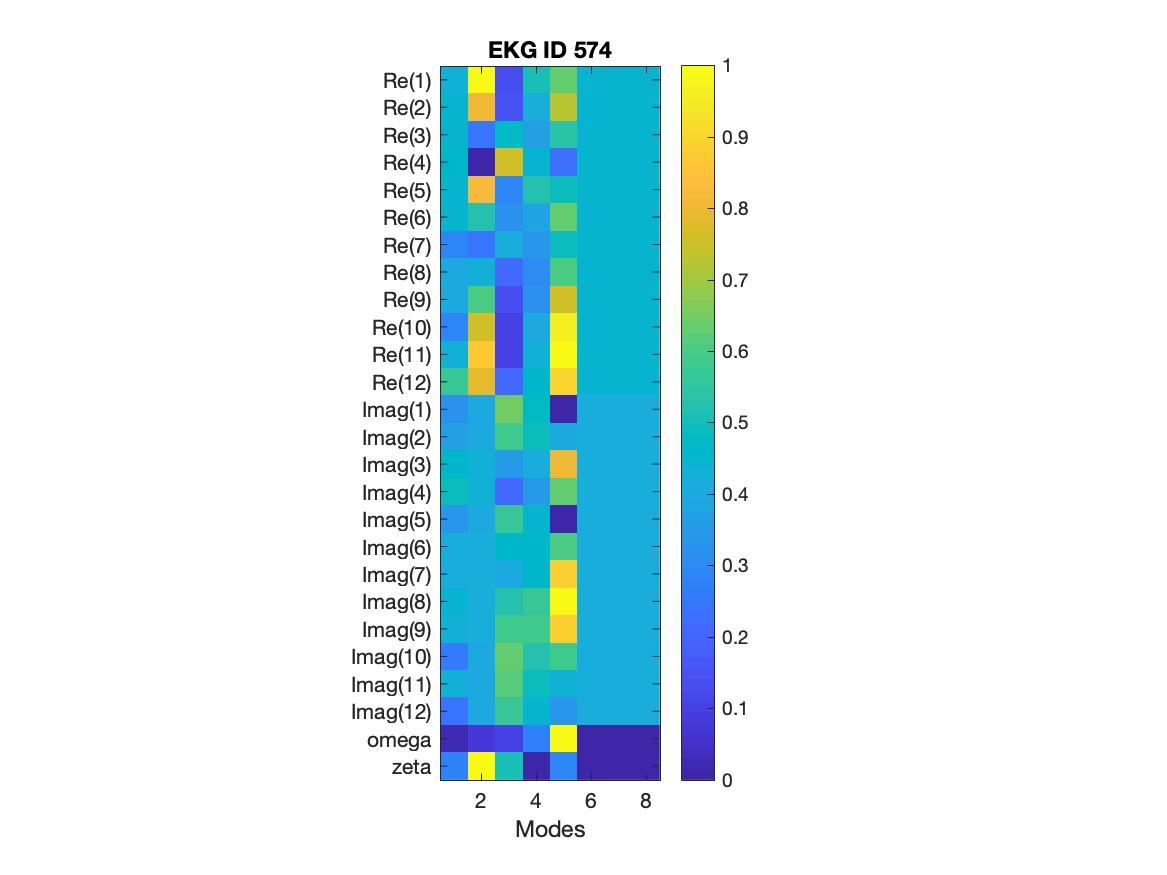 EKG ID 574
Re(1)
Re(2)
Re(3)
Re(4)
Re(5)
Re(6)
Re(7)
Re(8)
Re(9)
Re(10)
Re(11)
Re(12)
Imag(1)
Imag(2)
Imag(3)
Imag(4)
Imag(5)
Imag(6)
Imag(7)
Imag(8)
Imag(9)
Imag(10)
Imag(11)
Imag(12)
omega
zeta
2 4 6 8
Modes
1
0.9
0.8
0.7
0.6
0.5
0.4
0.3
0.2
0.1
0